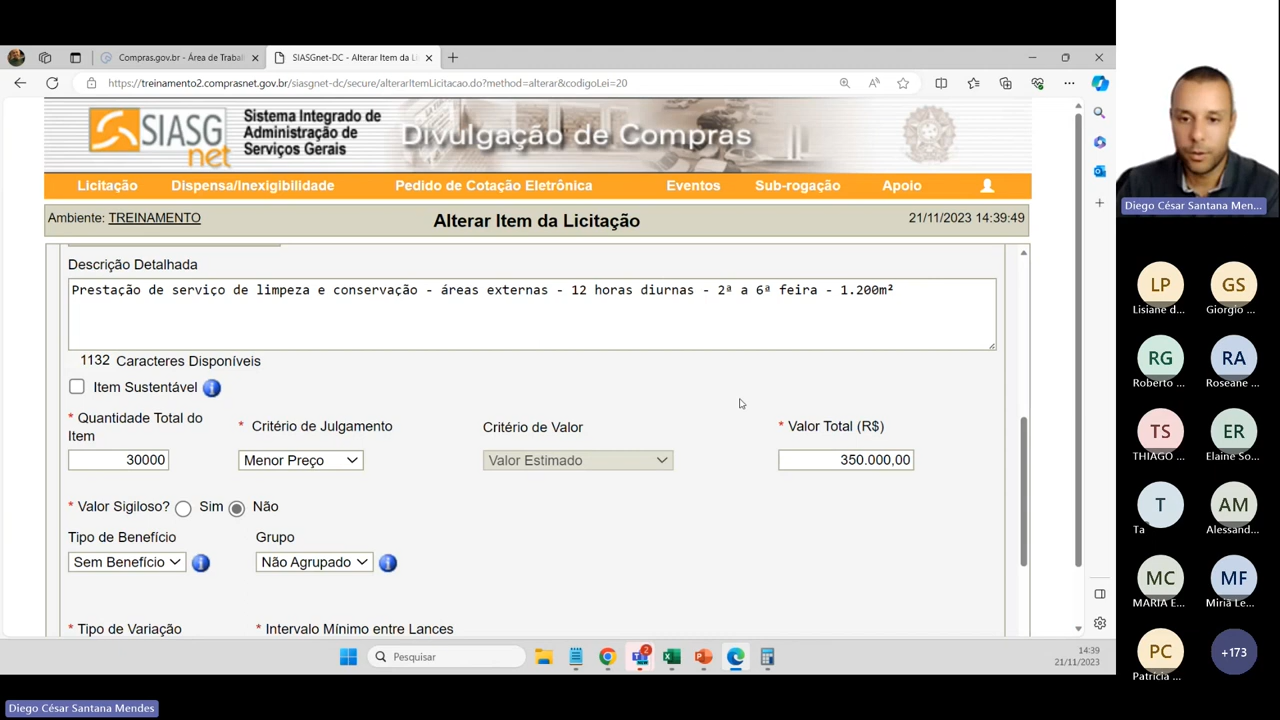 Compras.gov.br - Área de Trabal
SIASGnet-DC - Alterar Item da Li
https://treinamento2.comprasnet.gov.br/siasgnet-dc/secure/alterarItemLicitacao.do?method=alterar&codigoLei=20
SIASG
net
Sistema Integrado de
Administração de
Serviços Gerais
Divulgação de Compras
Licitação Dispensa/Inexigibilidade Pedido de Cotação Eletrônica Eventos Sub-rogação Apoio
Ambiente: TREINAMENTO
Alterar Item da Licitação
21/11/2023 14:39:49
Descrição Detalhada
Prestação de serviço de limpeza e conservação - áreas externas - 12 horas diurnas - 2ª a 6ª feira - 1.200m²
1132 Caracteres Disponíveis
Item Sustentável
* Quantidade Total do
Item
* Critério de Julgamento
Critério de Valor
* Valor Total (R$)
30000
Menor Preço
Valor Estimado
350.000,00
* Valor Sigiloso? Sim Não
Tipo de Benefício
Grupo
Sem Benefício
Não Agrupado
* Tipo de Variação
* Intervalo Mínimo entre Lances
Pesquisar
2
14:39
21/11/2023
Diego César Santana Mendes
Diego César Santana Men...
LP
Lisiane d...
GS
Giorgio ...
RG
Roberto ...
RA
Roseane ...
TS
THIAGO ...
ER
Elaine So...
T
Ta
AM
Alessand...
MC
MARIA E...
MF
Miriã Le...
PC
Patrícia ...
+173